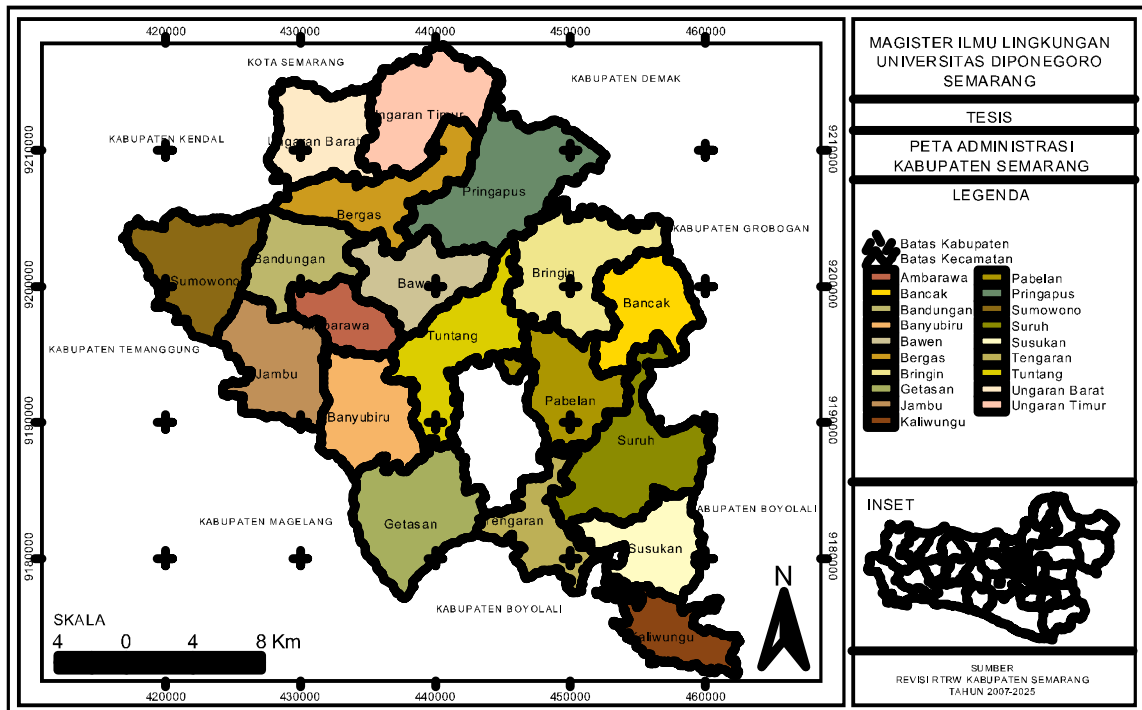 420000 430000 440000 450000 460000
KOTA SEMARANG
KABUPATEN DEMAK
KABUPATEN KENDAL
Ungaran Timur
Ungaran Barat
9210000 9210000
Pringapus
Bergas
KABUPATEN GROBOGAN
Bandungan
Bawen
Bringin
Sumowono
9200000 9200000
Bancak
Ambarawa
Tuntang
KABUPATEN TEMANGGUNG
Jambu
Pabelan
Banyubiru
9190000 9190000
Suruh
KABUPATEN MAGELANG
Getasan
Tengaran
KABUPATEN BOYOLALI
Susukan
9180000 9180000
KABUPATEN BOYOLALI
Kaliwungu
N
SKALA
4 0 4 8 Km
420000 430000 440000 450000 460000
MAGISTER ILMU LINGKUNGAN
UNIVERSITAS DIPONEGORO
SEMARANG
TESIS
PETA ADMINISTRASI
KABUPATEN SEMARANG
LEGENDA
Batas Kabupaten
Batas Kecamatan
Ambarawa
Bancak
Bandungan
Banyubiru
Bawen
Bergas
Bringin
Getasan
Jambu
Kaliwungu
Pabelan
Pringapus
Sumowono
Suruh
Susukan
Tengaran
Tuntang
Ungaran Barat
Ungaran Timur
INSET
SUMBER
REVISI RTRW KABUPATEN SEMARANG
TAHUN 2007-2025